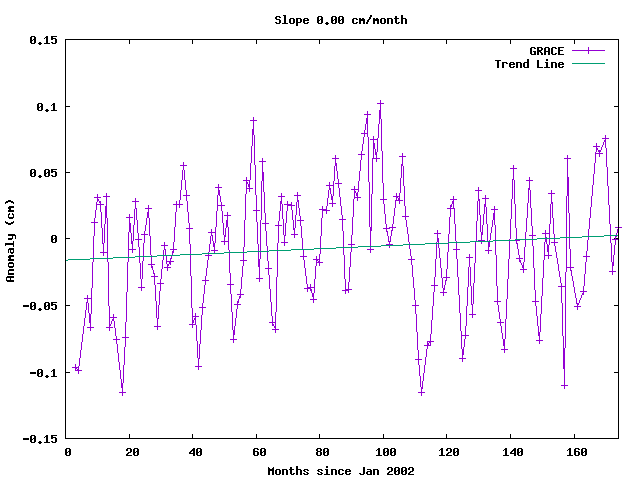 Slope 0.00 cm/month
0.15
GRACE
Trend Line
0.1
0.05
0
-0.05
-0.1
-0.15
Anomaly (cm)
0 20 40 60 80 100 120 140 160
Months since Jan 2002